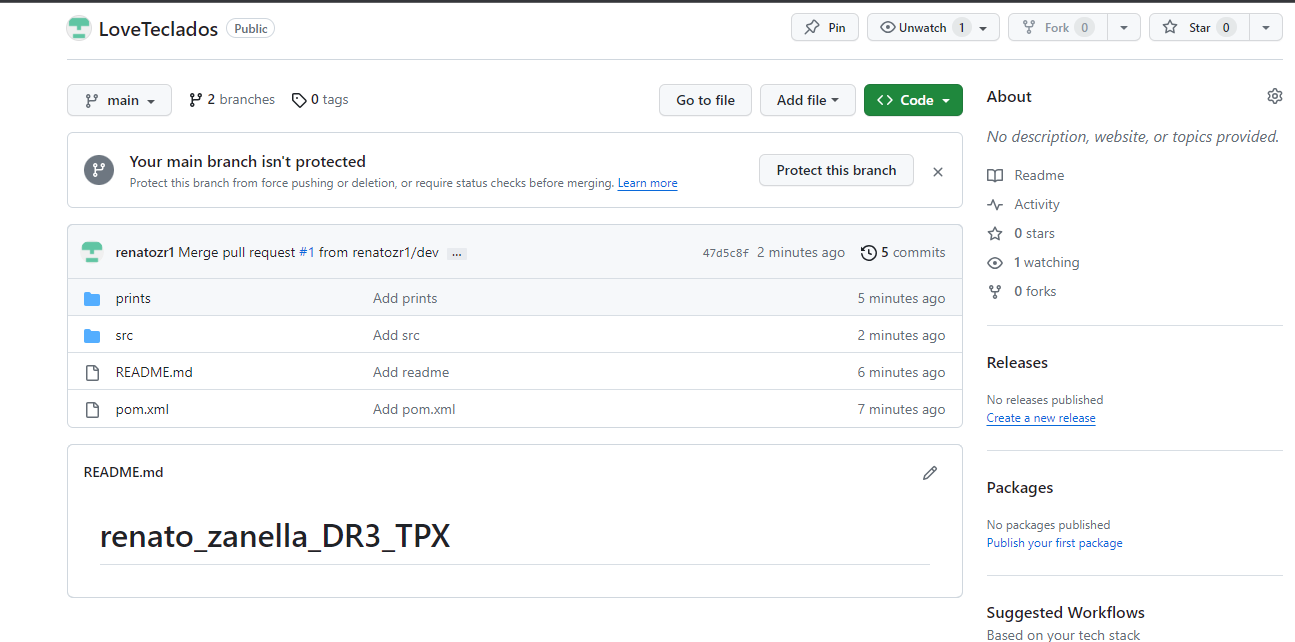 LoveTeclados Public Pin Unwatch 1 Fork 0 Star 0
main 2 branches 0 tags Go to file Add file <> Code
Your main branch isn't protected
Protect this branch from force pushing or deletion, or require status checks before merging. Learn more
Protect this branch
renatozr1 Merge pull request #1 from renatozr1/dev ... 47d5c8f 2 minutes ago 5 commits
prints Add prints 5 minutes ago
src Add src 2 minutes ago
README.md Add readme 6 minutes ago
pom.xml Add pom.xml 7 minutes ago
README.md
renato_zanella_DR3_TPX
About
No description, website, or topics provided.
Readme
Activity
0 stars
1 watching
0 forks
Releases
No releases published
Create a new release
Packages
No packages published
Publish your first package
Suggested Workflows
Based on your tech stack